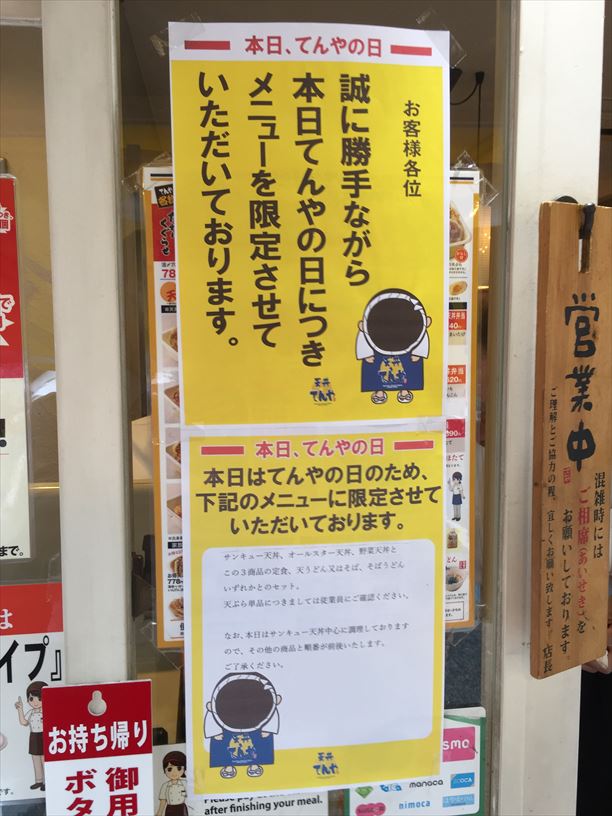 本日、てんやの日
お客様各位
誠に勝手ながら
本日てんやの日につき
メニューを限定させて
いただいております。
天丼
てんや
本日、てんやの日
本日はてんやの日のため、
下記のメニューに限定させて
いただいております。
サンキュー天丼、オールスター天丼、野菜天丼と
この3商品の定食、天うどん又はそば、そばうどん
いずれかとのセット。
天ぷら単品につきましては従業員にご確認ください。
なお、本日はサンキュー天丼中心に調理しております
ので、その他の商品と順番が前後いたします。
ご了承ください。
天丼
てんや
営業中
混雑時には
ご相席(あいせき)を
お願いしております。
ご理解とご協力の程、宜しくお願い致します。
店長
お持ち帰り
御用
ボタ
イプ』
まで。
after finishing your meal.
nimoca
manaca